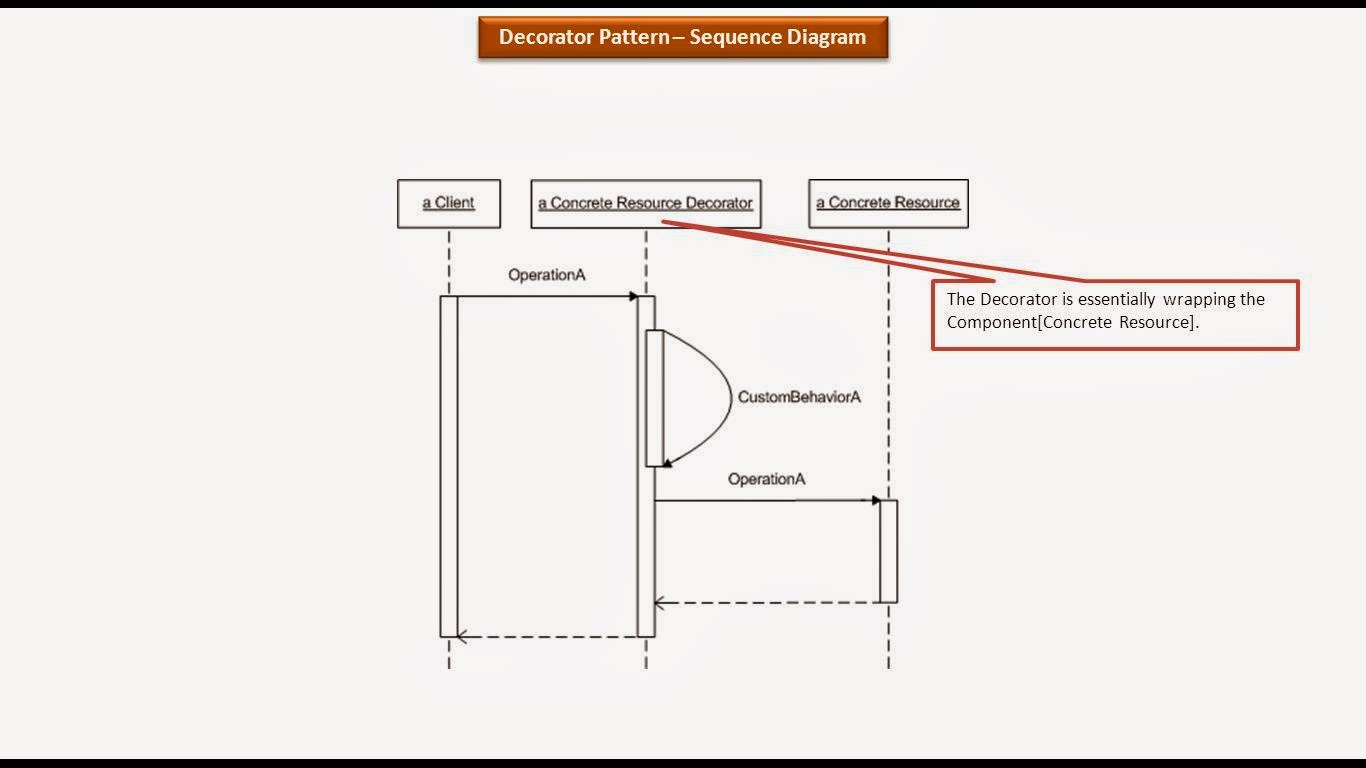 Decorator Pattern – Sequence Diagram
a Client
a Concrete Resource Decorator
a Concrete Resource
OperationA
The Decorator is essentially wrapping the
Component[Concrete Resource].
CustomBehaviorA
OperationA